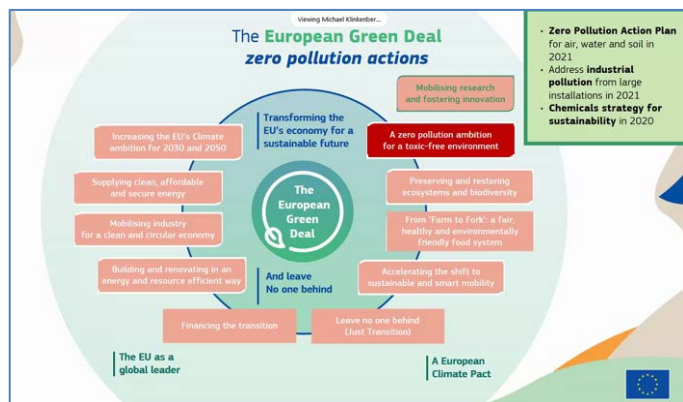 Viewing Michael Klinkenber...
The European Green Deal
zero pollution actions
Mobilising research
and fostering innovation
Transforming the
EU's economy for a
sustainable future
Increasing the EU's Climate
ambition for 2030 and 2050
A zero pollution ambition
for a toxic-free environment
Supplying clean, affordable
and secure energy
Preserving and restoring
ecosystems and biodiversity
The
European
Green
Deal
Mobilising industry
for a clean and circular economy
From 'Farm to Fork': a fair,
healthy and environmentally
friendly food system
Building and renovating in an
energy and resource efficient way
And leave
No one behind
Accelerating the shift to
sustainable and smart mobility
Financing the transition
Leave no one behind
(Just Transition)
The EU as a
global leader
A European
Climate Pact
• Zero Pollution Action Plan
for air, water and soil in
2021
• Address industrial
pollution from large
installations in 2021
• Chemicals strategy for
sustainability in 2020